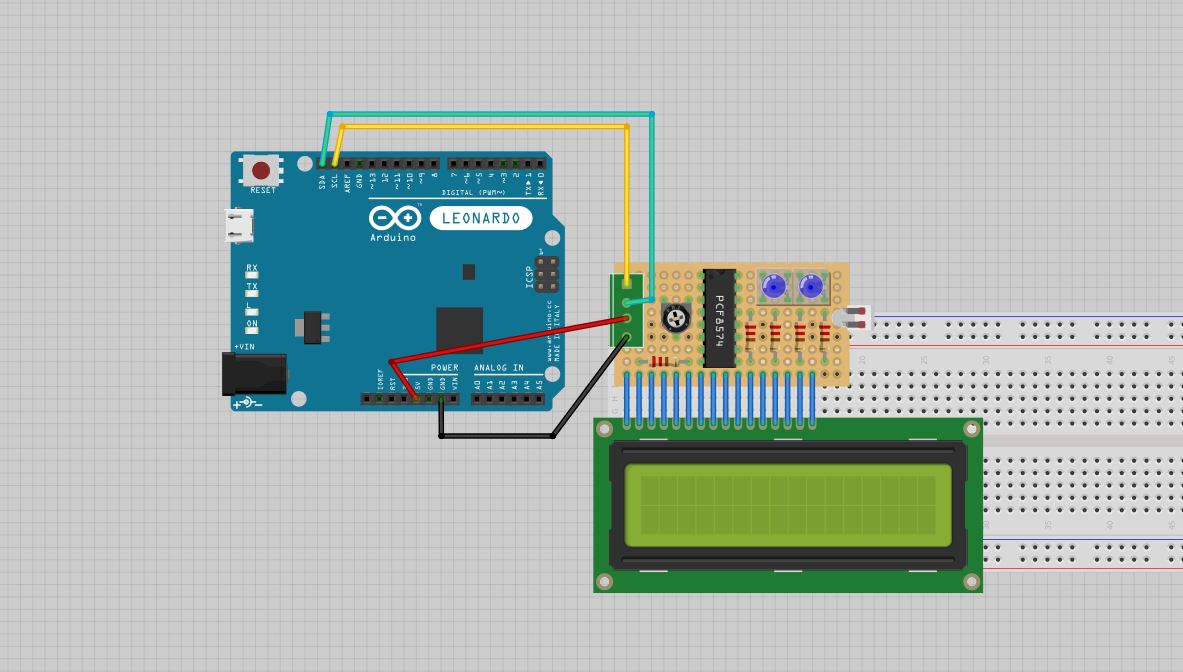 RESET
SDA
SCL
AREF
GND
~13
12
~11
~10
~9
8
7
~6
~5
4
~3
2
TX▶1
RX◀0
DIGITAL (PWM~)
LEONARDO
Arduino
ICSP
1
RX
TX
L
ON
+VIN
www.arduino.cc
MADE IN ITALY
POWER
ANALOG IN
IOREF
RST
5V
GND
GND
VIN
A0
A1
A2
A3
A4
A5
PCF8574
20
25
30
35
40
45
30
35
40
45